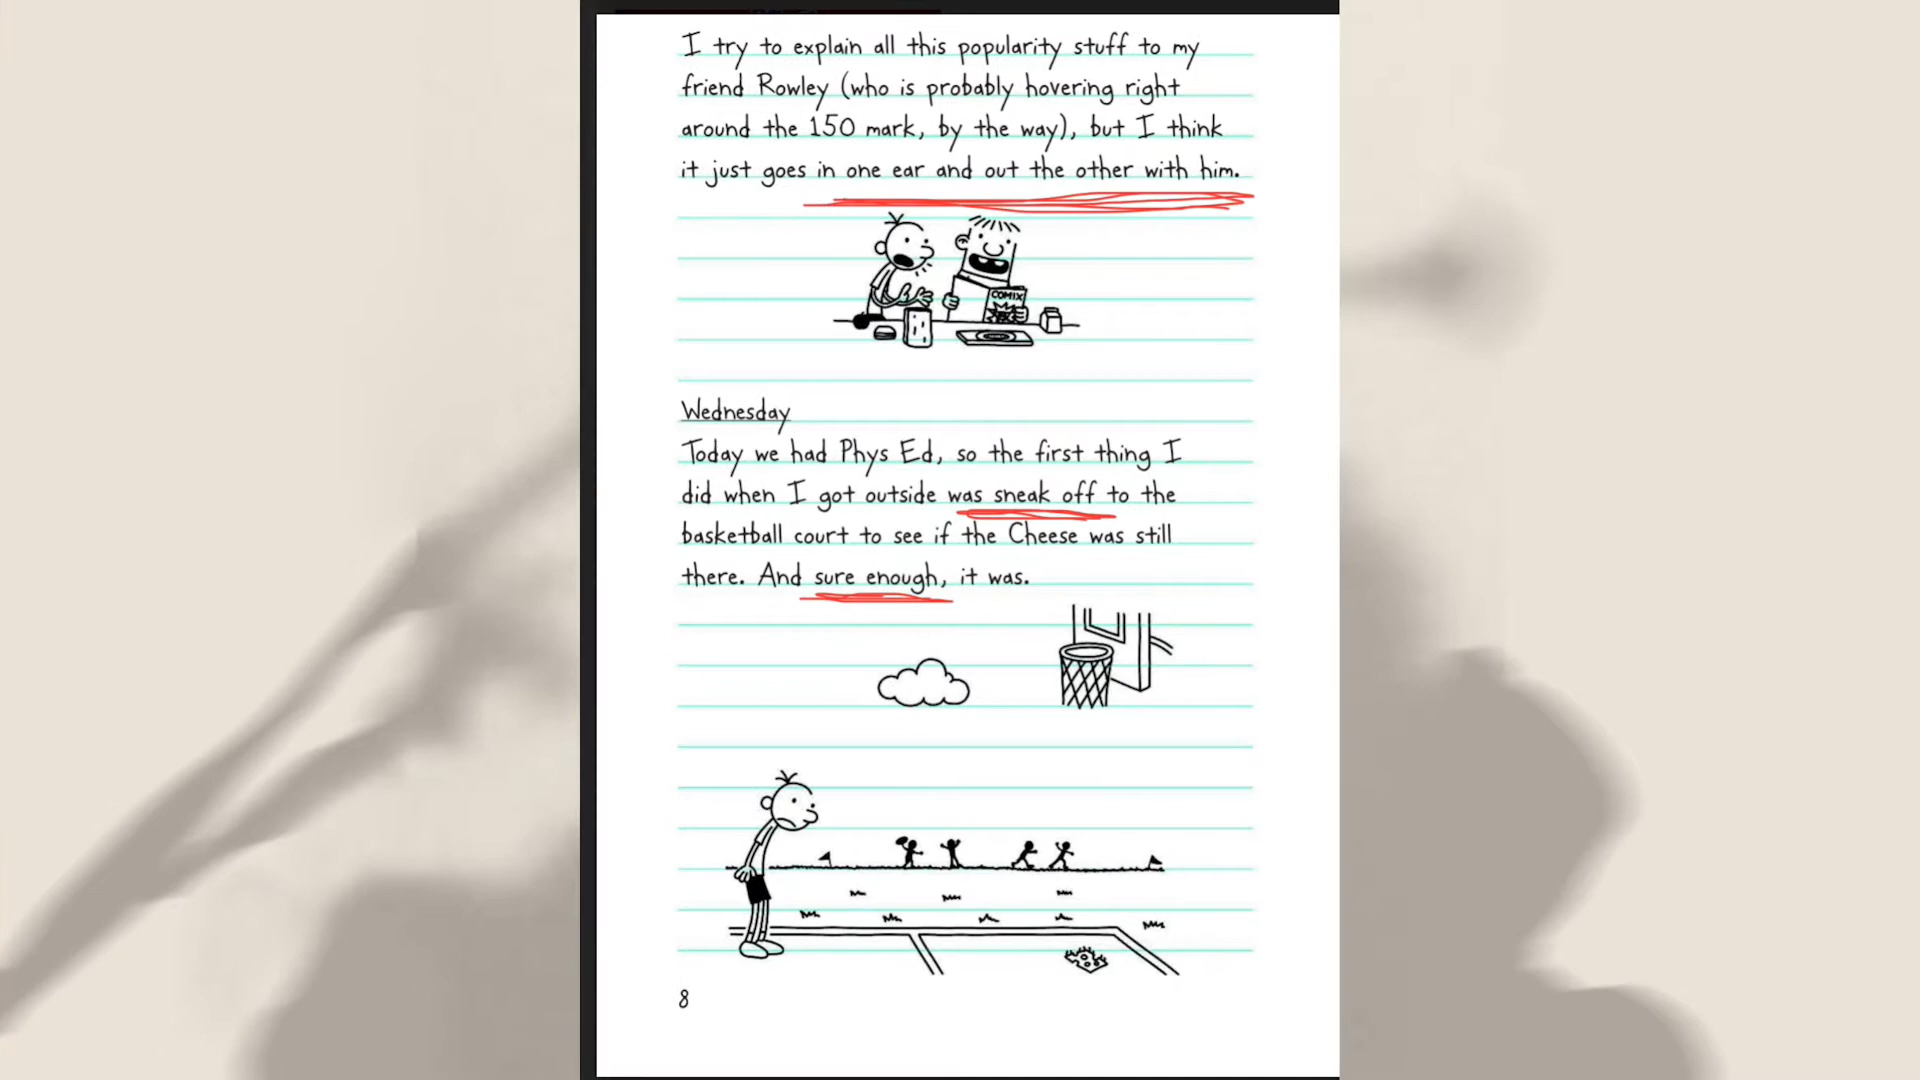 I try to explain all this popularity stuff to my
friend Rowley (who is probably hovering right
around the 150 mark, by the way), but I think
it just goes in one ear and out the other with him.
COMIX
Wednesday
Today we had Phys Ed, so the first thing I
did when I got outside was sneak off to the
basketball court to see if the Cheese was still
there. And sure enough, it was.
8